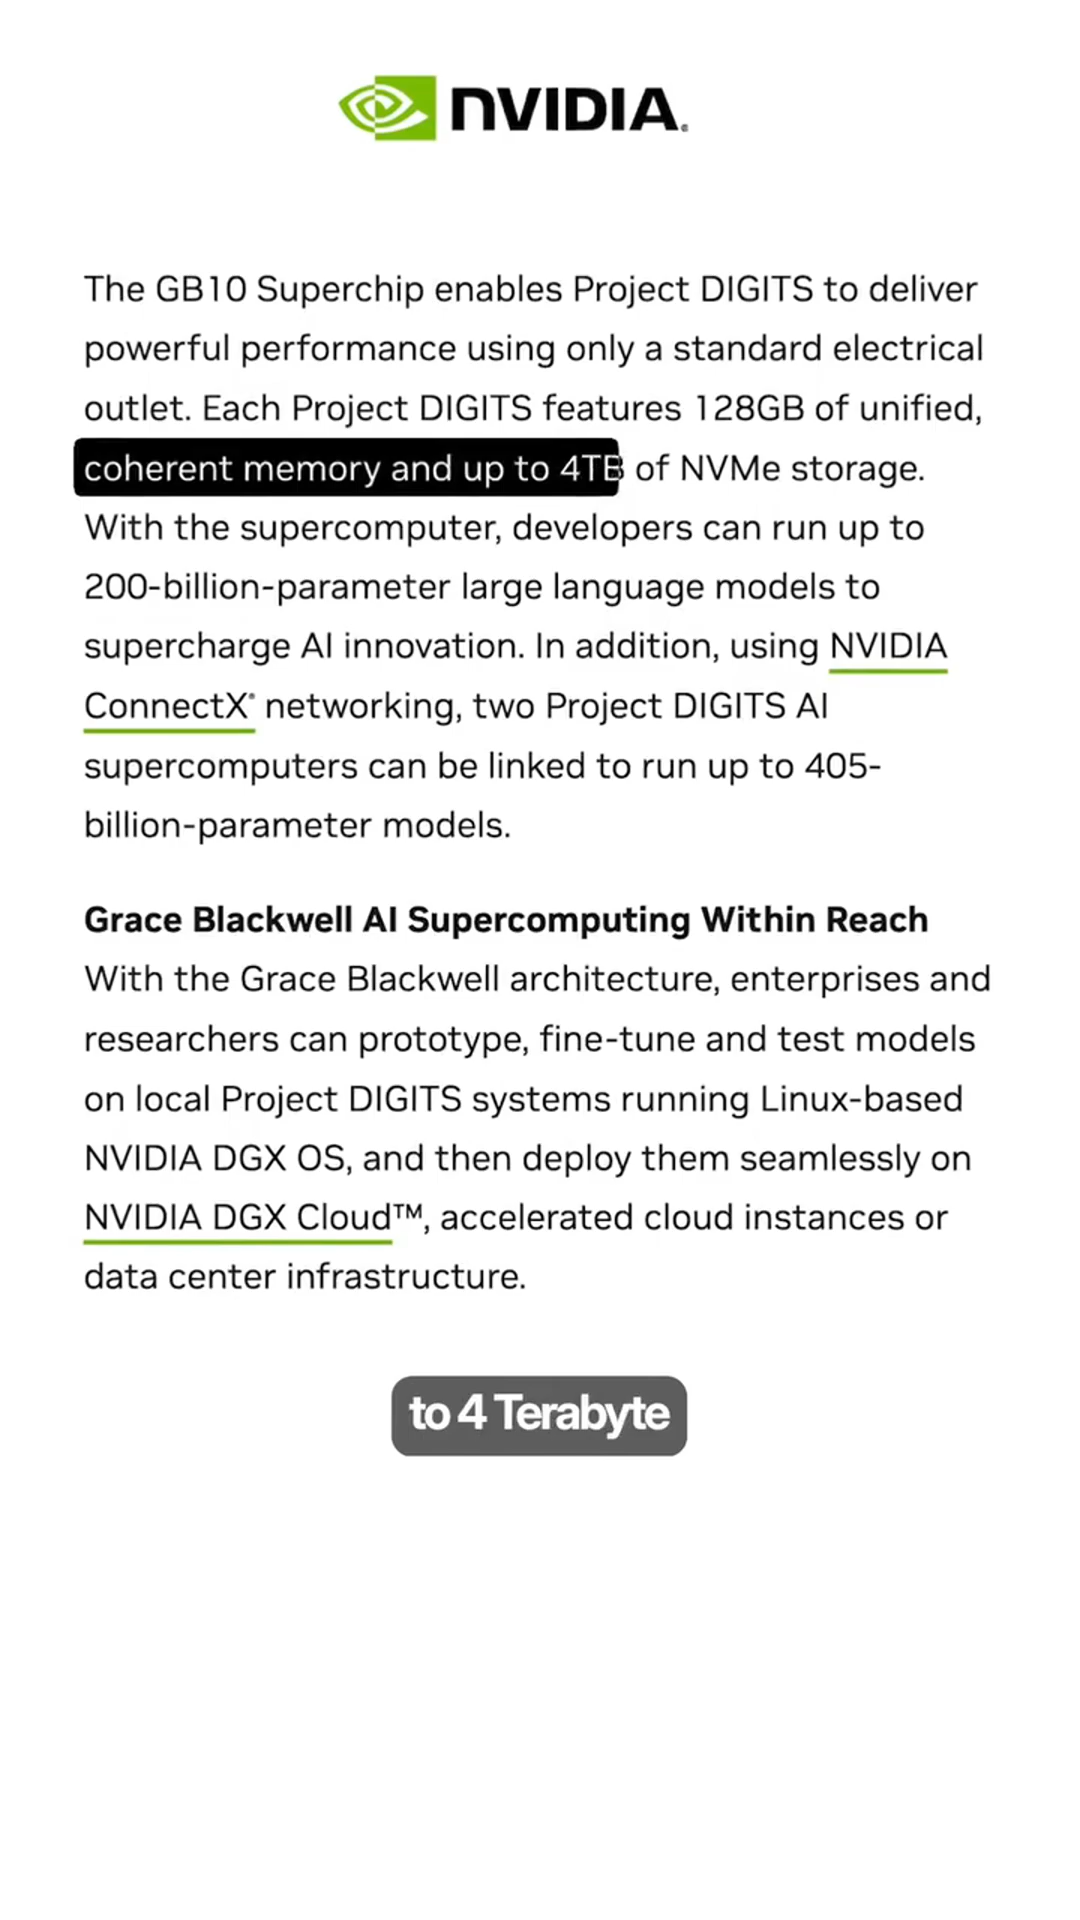 NVIDIA.
The GB10 Superchip enables Project DIGITS to deliver
powerful performance using only a standard electrical
outlet. Each Project DIGITS features 128GB of unified,
coherent memory and up to 4TB of NVMe storage.
With the supercomputer, developers can run up to
200-billion-parameter large language models to
supercharge AI innovation. In addition, using NVIDIA
ConnectX® networking, two Project DIGITS AI
supercomputers can be linked to run up to 405-
billion-parameter models.
Grace Blackwell AI Supercomputing Within Reach
With the Grace Blackwell architecture, enterprises and
researchers can prototype, fine-tune and test models
on local Project DIGITS systems running Linux-based
NVIDIA DGX OS, and then deploy them seamlessly on
NVIDIA DGX Cloud™, accelerated cloud instances or
data center infrastructure.
to 4 Terabyte